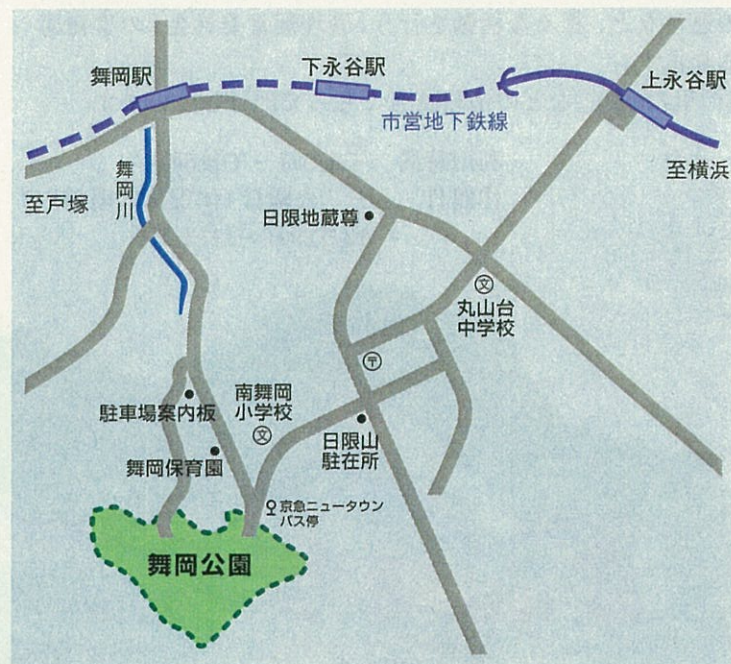 舞岡駅
下永谷駅
上永谷駅
市営地下鉄線
至横浜
至戸塚
舞岡川
日限地蔵尊
文
丸山台
中学校
〒
駐車場案内板
南舞岡
小学校
文
日限山
駐在所
舞岡保育園
京急ニュータウン
バス停
舞岡公園